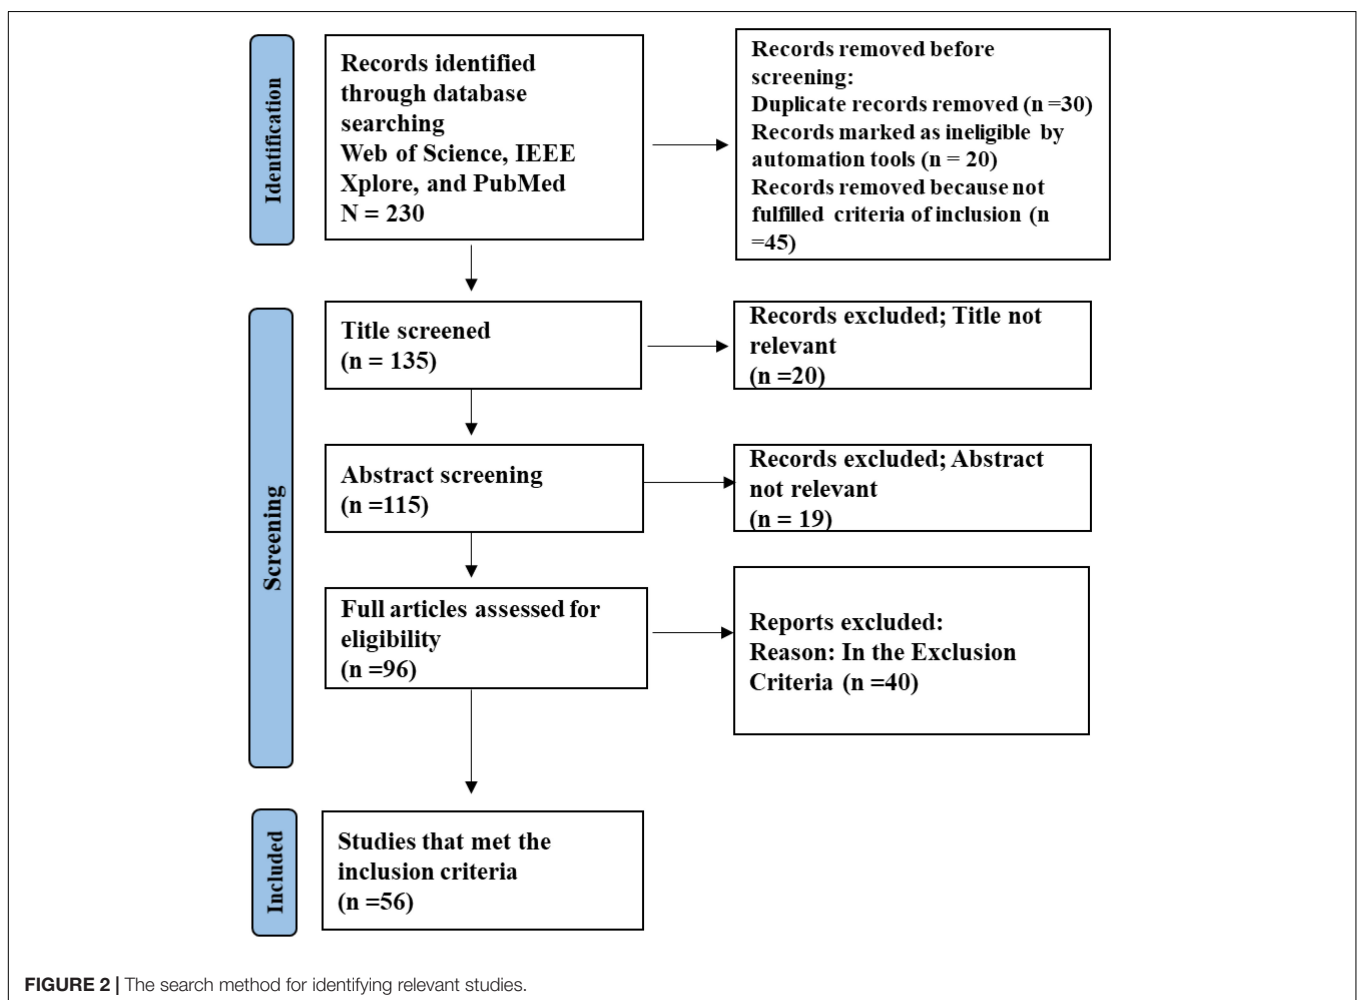 Identification
Records identified
through database
searching
Web of Science, IEEE
Xplore, and PubMed
N = 230
Records removed before
screening:
Duplicate records removed (n =30)
Records marked as ineligible by
automation tools (n = 20)
Records removed because not
fulfilled criteria of inclusion (n
=45)
Screening
Title screened
(n = 135)
Records excluded; Title not
relevant
(n =20)
Abstract screening
(n =115)
Records excluded; Abstract
not relevant
(n = 19)
Full articles assessed for
eligibility
(n =96)
Reports excluded:
Reason: In the Exclusion
Criteria (n =40)
Included
Studies that met the
inclusion criteria
(n =56)
FIGURE 2 | The search method for identifying relevant studies.